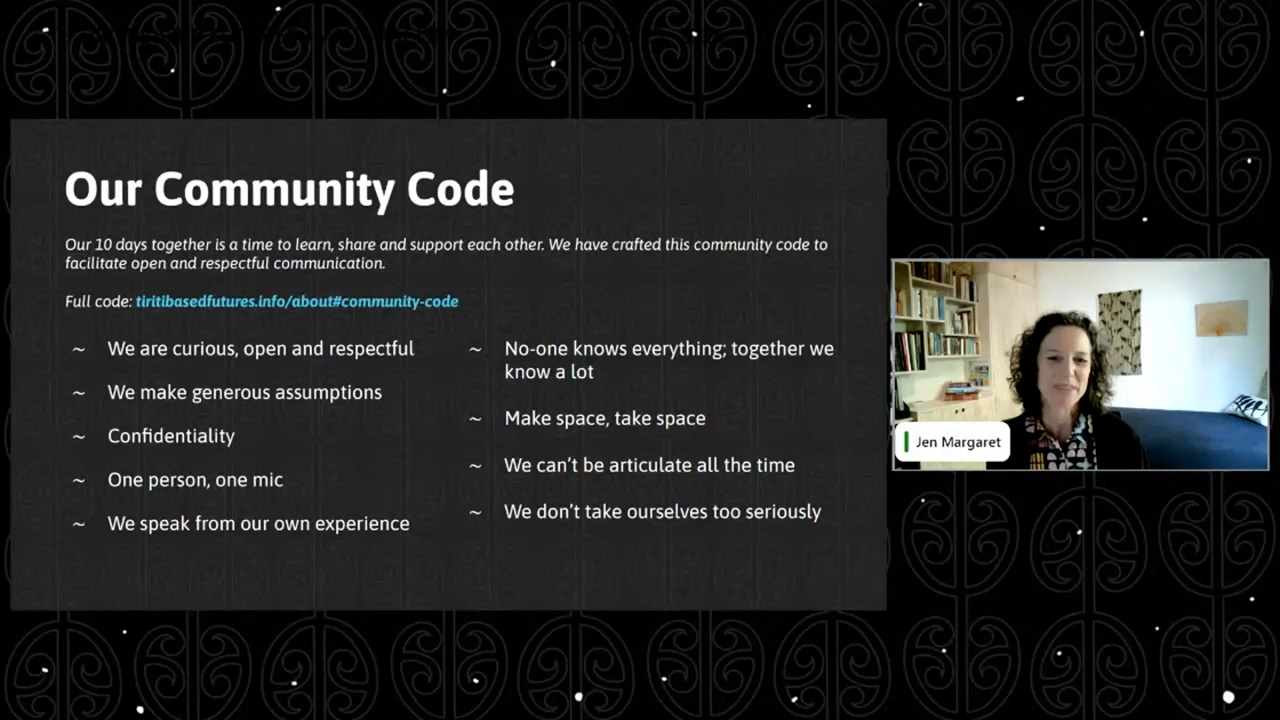 Our Community Code
Our 10 days together is a time to learn, share and support each other. We have crafted this community code to
facilitate open and respectful communication.
Full code: tiritibasedfutures.info/about#community-code
~ We are curious, open and respectful
~ We make generous assumptions
~ Confidentiality
~ One person, one mic
~ We speak from our own experience
~ No-one knows everything; together we
know a lot
~ Make space, take space
~ We can’t be articulate all the time
~ We don’t take ourselves too seriously
Jen Margaret